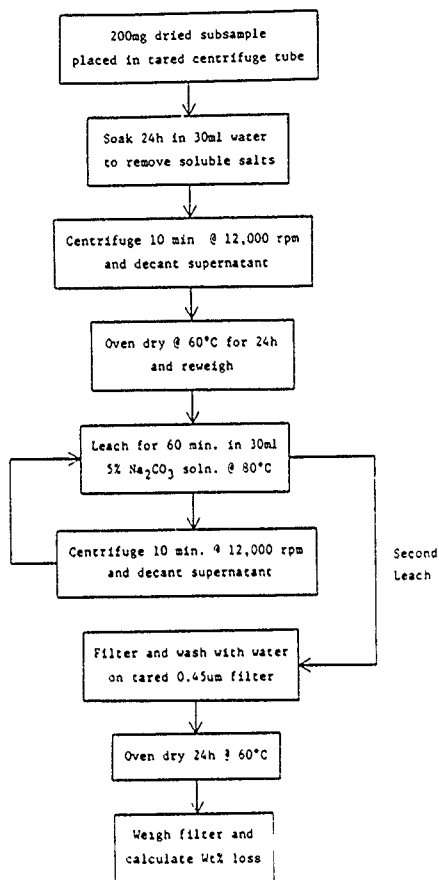 200mg dried subsample
placed in tared centrifuge tube
Soak 24h in 30ml water
to remove soluble salts
Centrifuge 10 min @ 12,000 rpm
and decant supernatant
Oven dry @ 60°C for 24h
and reweigh
Leach for 60 min. in 30ml
5% Na₂CO₃ soln. @ 80°C
Centrifuge 10 min. @ 12,000 rpm
and decant supernatant
Second
Leach
Filter and wash with water
on tared 0.45um filter
Oven dry 24h @ 60°C
Weigh filter and
calculate Wt% loss